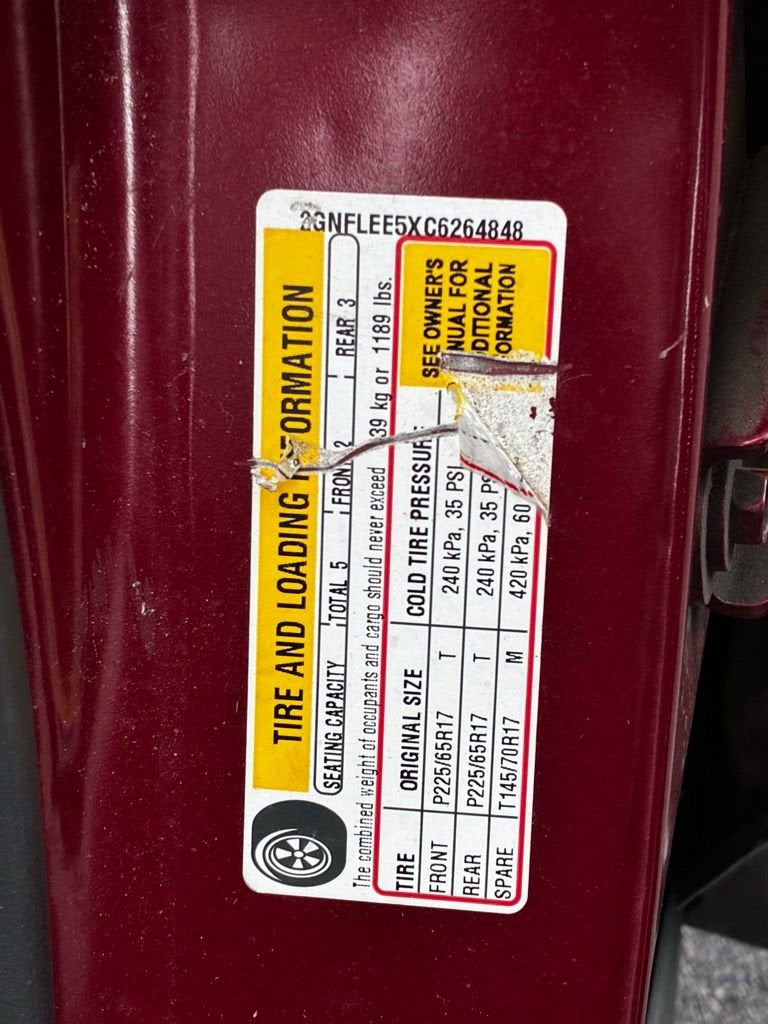 2GNFLEE5XC6264848
TIRE AND LOADING INFORMATION
SEATING CAPACITY TOTAL 5 FRONT 2 REAR 3
The combined weight of occupants and cargo should never exceed 39 kg or 1189 lbs.
TIRE ORIGINAL SIZE COLD TIRE PRESSURE
FRONT P225/65R17 T 240 kPa, 35 PSI
REAR P225/65R17 T 240 kPa, 35 PS
SPARE T145/70R17 M 420 kPa, 60
SEE OWNER'S
NUAL FOR
DITIONAL
ORMATION